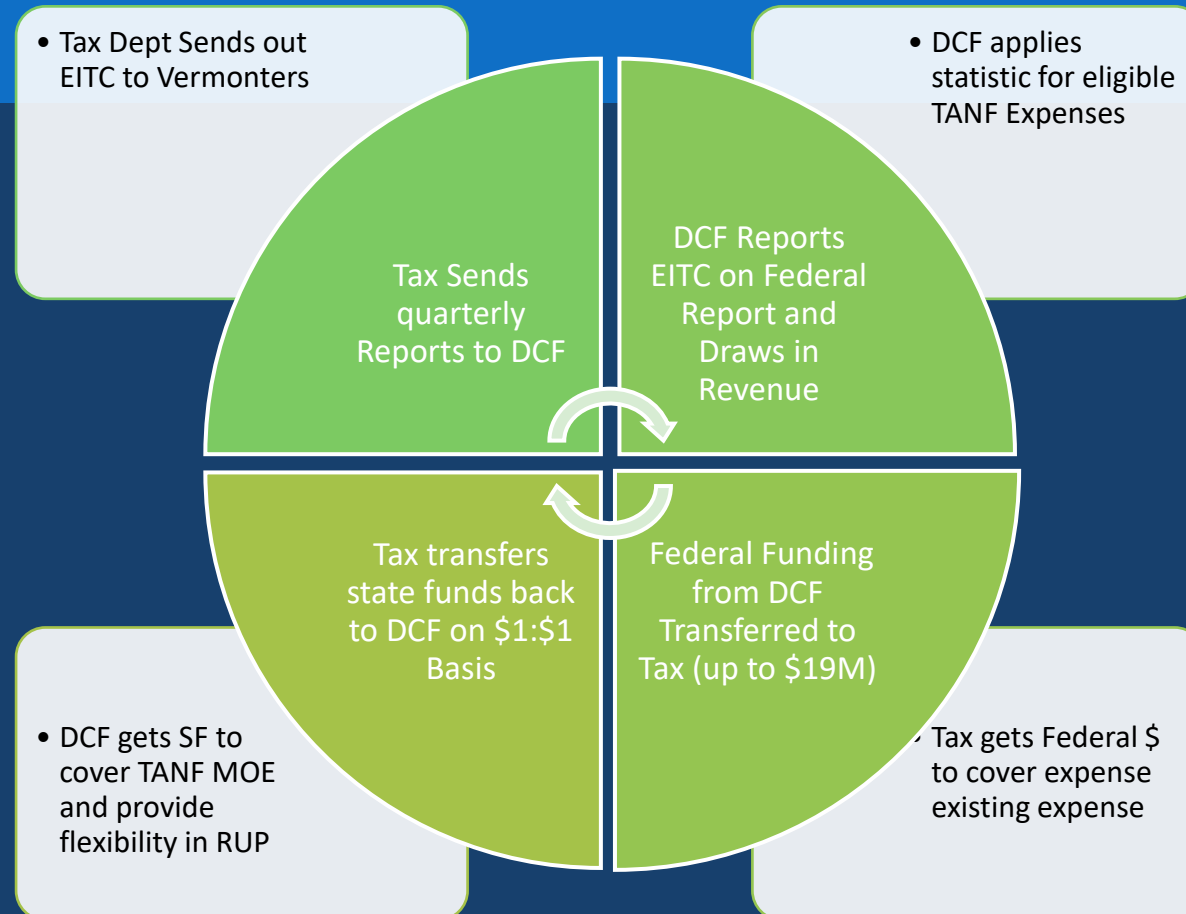 • Tax Dept Sends out
EITC to Vermonters
• DCF applies
statistic for eligible
TANF Expenses
Tax Sends
quarterly
Reports to DCF
DCF Reports
EITC on Federal
Report and
Draws in
Revenue
Tax transfers
state funds back
to DCF on $1:$1
Basis
Federal Funding
from DCF
Transferred to
Tax (up to $19M)
• DCF gets SF to
cover TANF MOE
and provide
flexibility in RUP
• Tax gets Federal $
to cover expense
existing expense